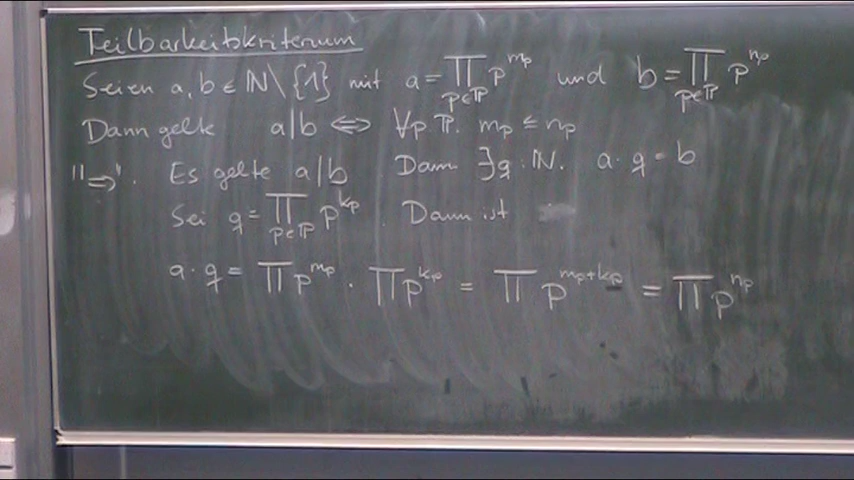 Teilbarkeitskriterium
Seien a, b ∈ ℕ\{1} mit a = ∏_{p∈ℙ} p^{m_p} und b = ∏_{p∈ℙ} p^{n_p}
Dann gelte a|b ⇔ ∀p:ℙ. m_p ≤ n_p
"⇒". Es gelte a|b Dann ∃q:ℕ. a·q = b
Sei q = ∏_{p∈ℙ} p^{k_p}. Dann ist
a·q = ∏p^{m_p} · ∏p^{k_p} = ∏ p^{m_p+k_p} = ∏p^{n_p}